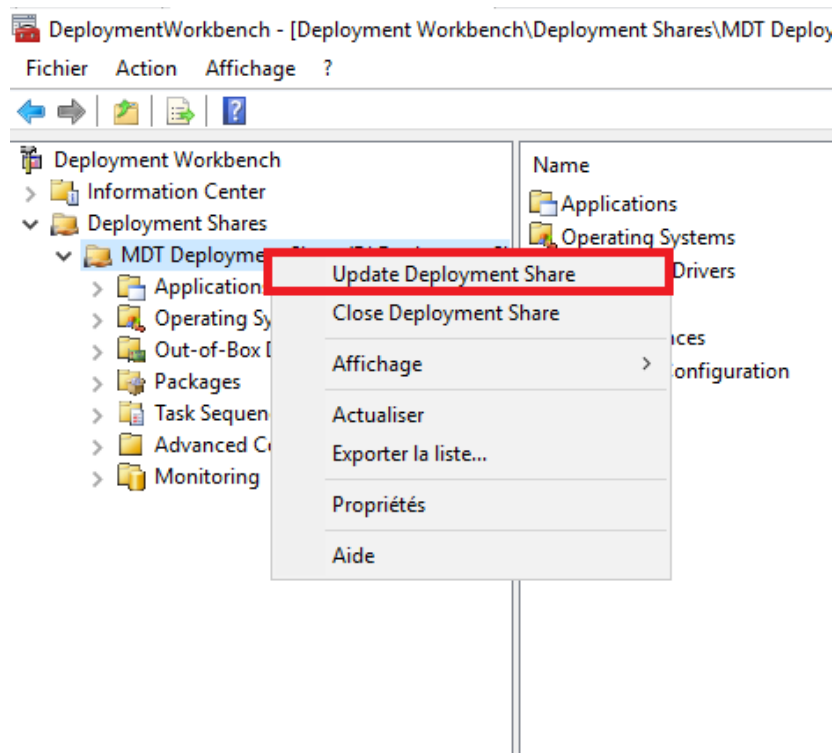 DeploymentWorkbench - [Deployment Workbench\Deployment Shares\MDT Deploy
Fichier Action Affichage ?
Deployment Workbench
Information Center
Deployment Shares
MDT Deployme
Applications
Operating Sy
Out-of-Box
Packages
Task Sequen
Advanced C
Monitoring
Name
Applications
Operating Systems
Drivers
nces
onfiguration
Update Deployment Share
Close Deployment Share
Affichage
Actualiser
Exporter la liste...
Propriétés
Aide